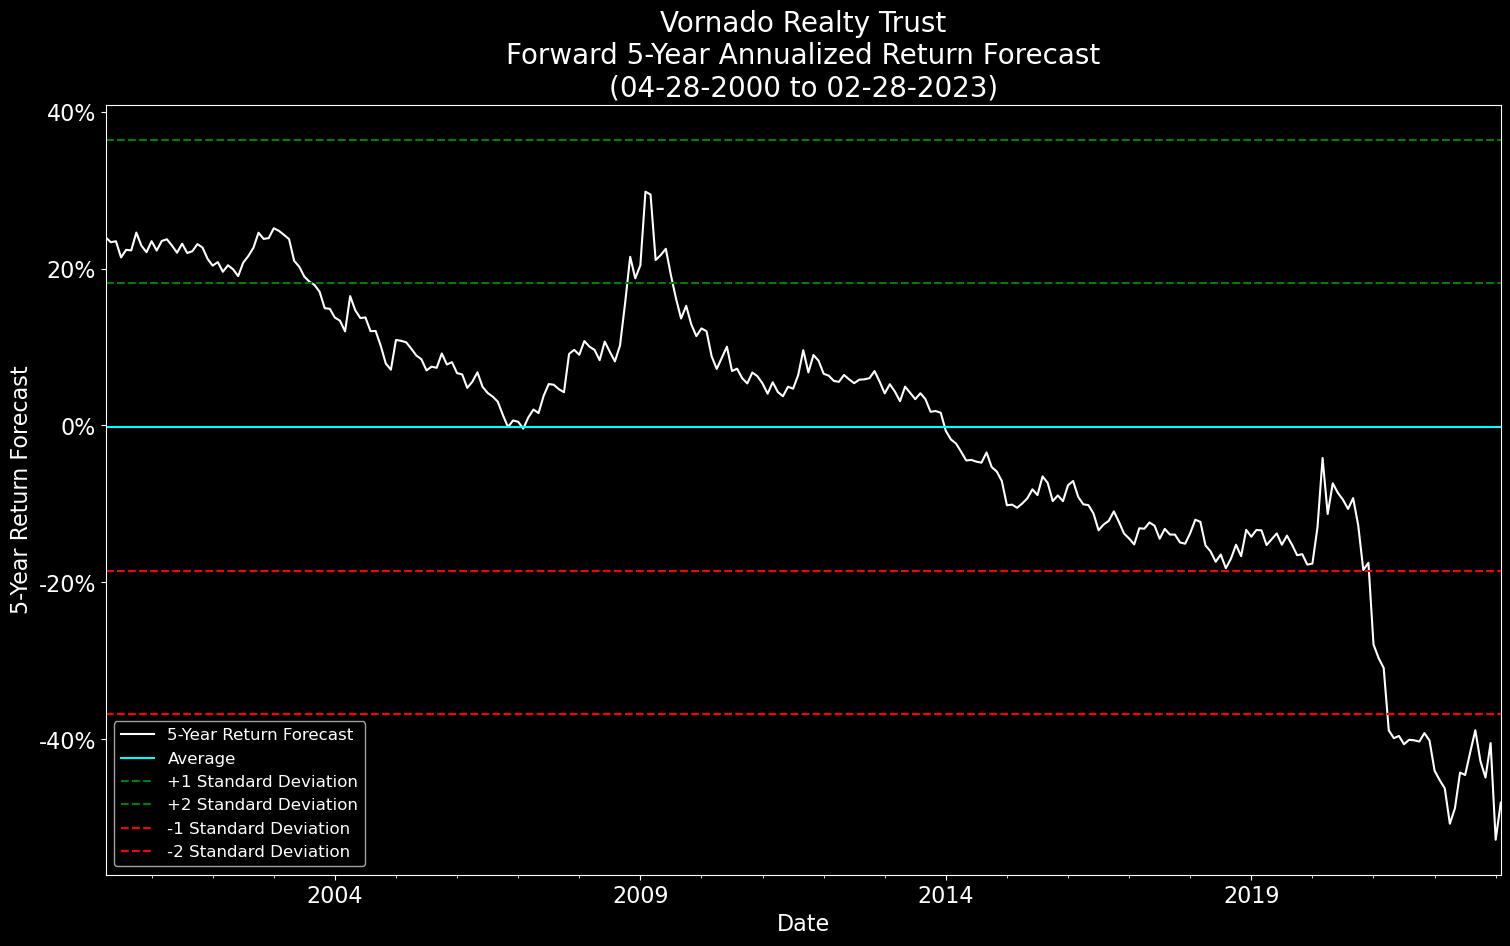 Vornado Realty Trust
Forward 5-Year Annualized Return Forecast
(04-28-2000 to 02-28-2023)
40%
20%
0%
-20%
-40%
5-Year Return Forecast
5-Year Return Forecast
Average
+1 Standard Deviation
+2 Standard Deviation
-1 Standard Deviation
-2 Standard Deviation
2004 2009 2014 2019
Date